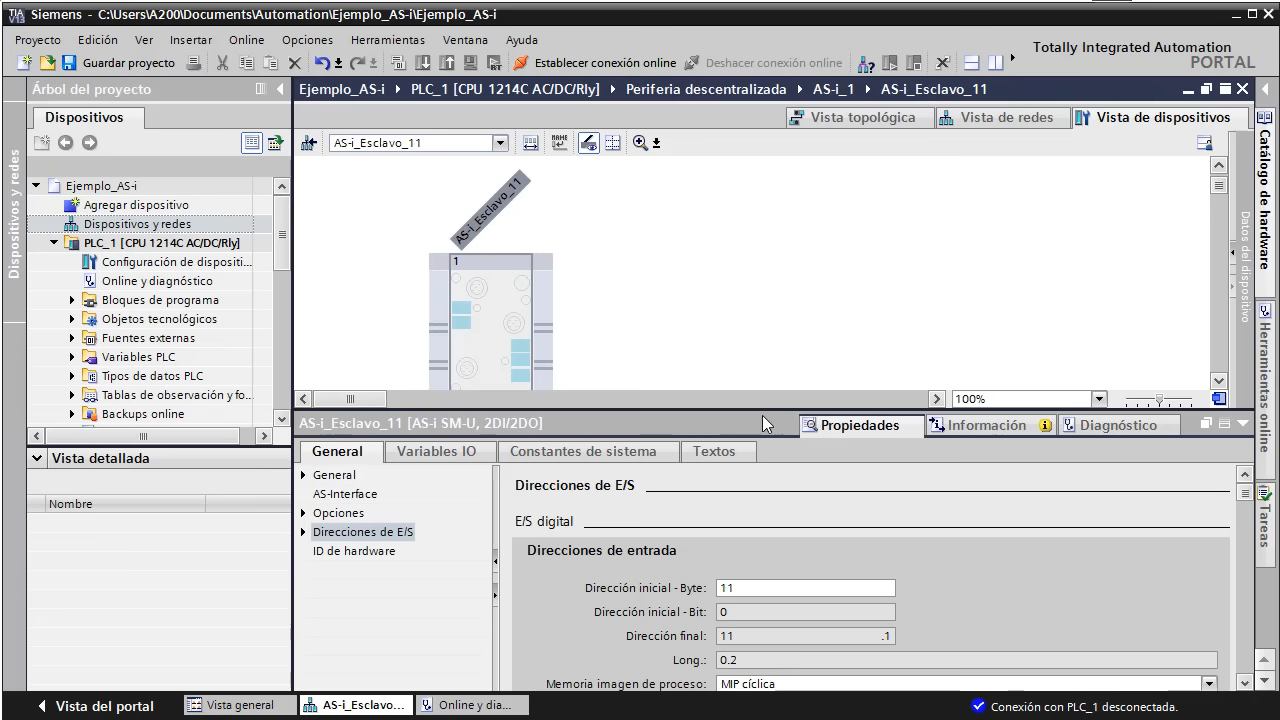 TIA V13 Siemens - C:\Users\A200\Documents\Automation\Ejemplo_AS-i\Ejemplo_AS-i
Proyecto Edición Ver Insertar Online Opciones Herramientas Ventana Ayuda
Totally Integrated Automation
PORTAL
Guardar proyecto Establecer conexión online Deshacer conexión online
Árbol del proyecto
Ejemplo_AS-i PLC_1 [CPU 1214C AC/DC/Rly] Periferia descentralizada AS-i_1 AS-i_Esclavo_11
Dispositivos
Vista topológica Vista de redes Vista de dispositivos
AS-i_Esclavo_11
Dispositivos y redes
Ejemplo_AS-i
Agregar dispositivo
Dispositivos y redes
PLC_1 [CPU 1214C AC/DC/Rly]
Configuración de dispositi...
Online y diagnóstico
Bloques de programa
Objetos tecnológicos
Fuentes externas
Variables PLC
Tipos de datos PLC
Tablas de observación y fo...
Backups online
AS-i_Esclavo_11
1
100%
Datos del dispositivo
Catálogo de hardware
Herramientas online
Tareas
Vista detallada
Nombre
AS-i_Esclavo_11 [AS-i SM-U, 2DI/2DO]
Propiedades Información Diagnóstico
General Variables IO Constantes de sistema Textos
General
AS-Interface
Opciones
Direcciones de E/S
ID de hardware
Direcciones de E/S
E/S digital
Direcciones de entrada
Dirección inicial - Byte: 11
Dirección inicial - Bit: 0
Dirección final: 11 .1
Long.: 0.2
Memoria imagen de proceso: MIP cíclica
Vista del portal Vista general AS-i_Esclavo... Online y dia...
Conexión con PLC_1 desconectada.